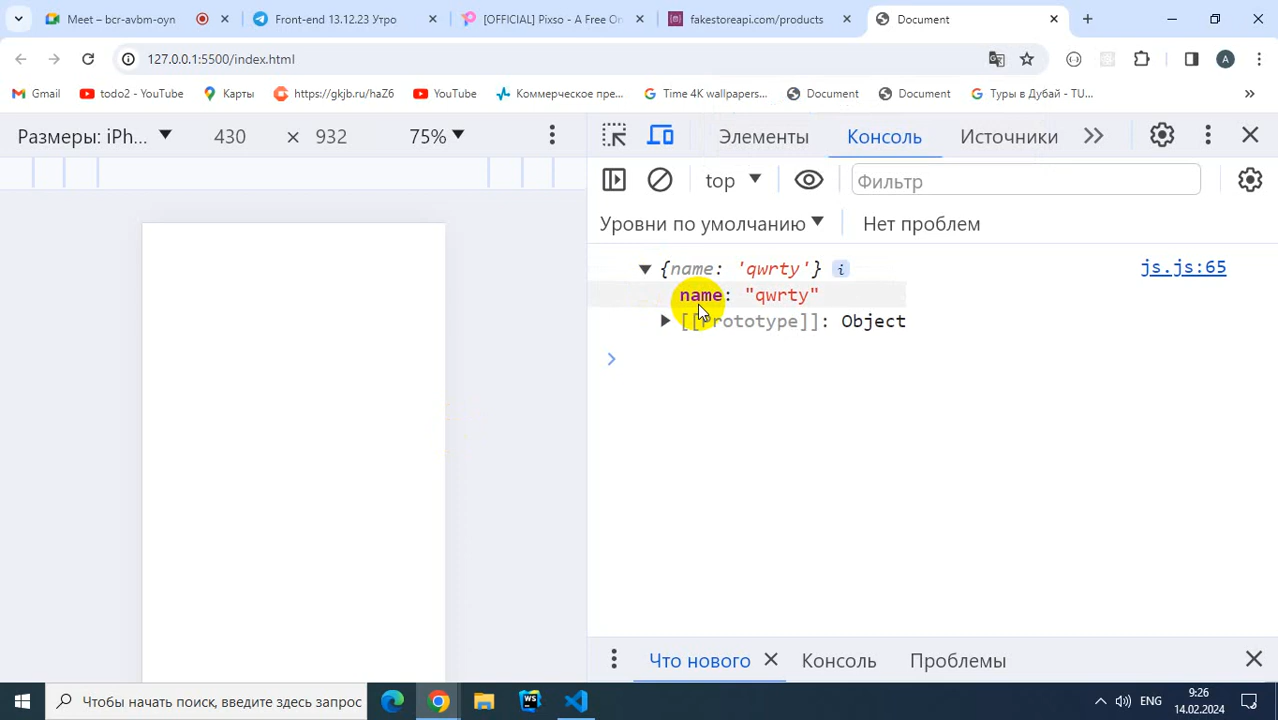 Meet – bcr-avbm-oyn
Front-end 13.12.23 Утро
[OFFICIAL] Pixso - A Free On
fakestoreapi.com/products
Document
127.0.0.1:5500/index.html
A
Gmail
todo2 - YouTube
Карты
https://gkjb.ru/haZ6
YouTube
Коммерческое пре...
Time 4K wallpapers...
Document
Document
Туры в Дубай - TU...
Размеры: iPh...
430 × 932
75%
Элементы
Консоль
Источники
top
Фильтр
Уровни по умолчанию
Нет проблем
{name: 'qwrty'} i
js.js:65
name: "qwrty"
[[Prototype]]: Object
Что нового
Консоль
Проблемы
Чтобы начать поиск, введите здесь запрос
WS
ENG
9:26
14.02.2024